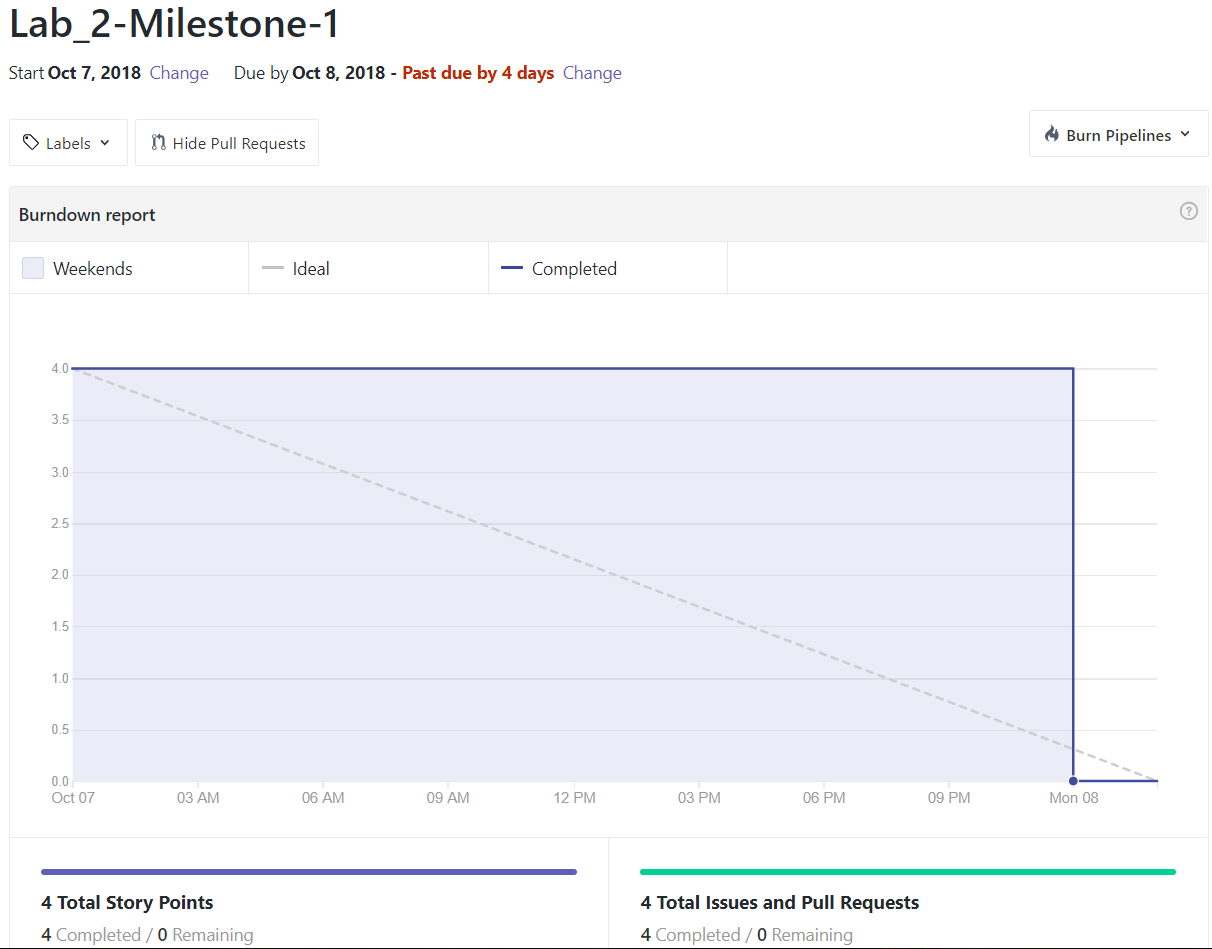 Lab_2-Milestone-1
Start Oct 7, 2018 Change Due by Oct 8, 2018 - Past due by 4 days Change
Labels Hide Pull Requests Burn Pipelines
Burndown report ?
Weekends Ideal Completed
4.0
3.5
3.0
2.5
2.0
1.5
1.0
0.5
0.0
Oct 07 03 AM 06 AM 09 AM 12 PM 03 PM 06 PM 09 PM Mon 08
4 Total Story Points
4 Completed / 0 Remaining
4 Total Issues and Pull Requests
4 Completed / 0 Remaining